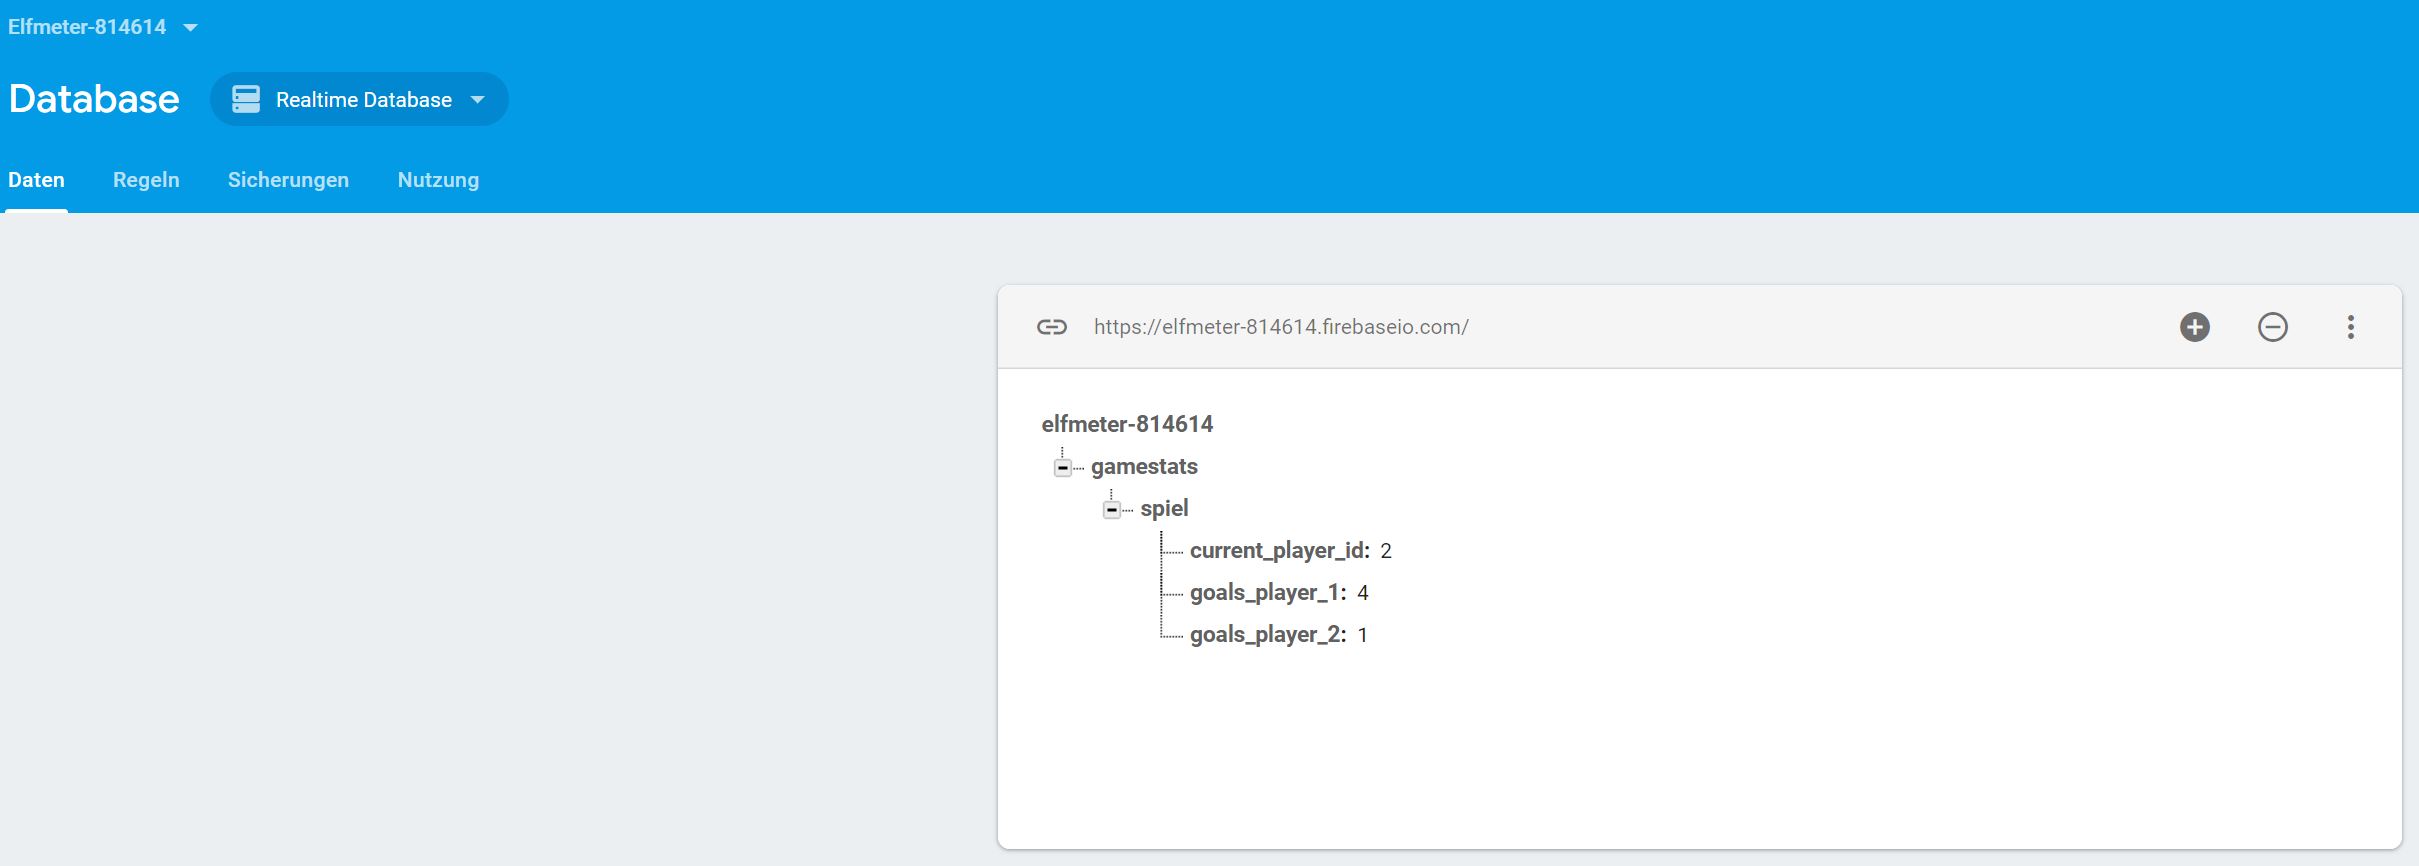 Elfmeter-814614
Database Realtime Database
Daten Regeln Sicherungen Nutzung
https://elfmeter-814614.firebaseio.com/
elfmeter-814614
gamestats
spiel
current_player_id: 2
goals_player_1: 4
goals_player_2: 1